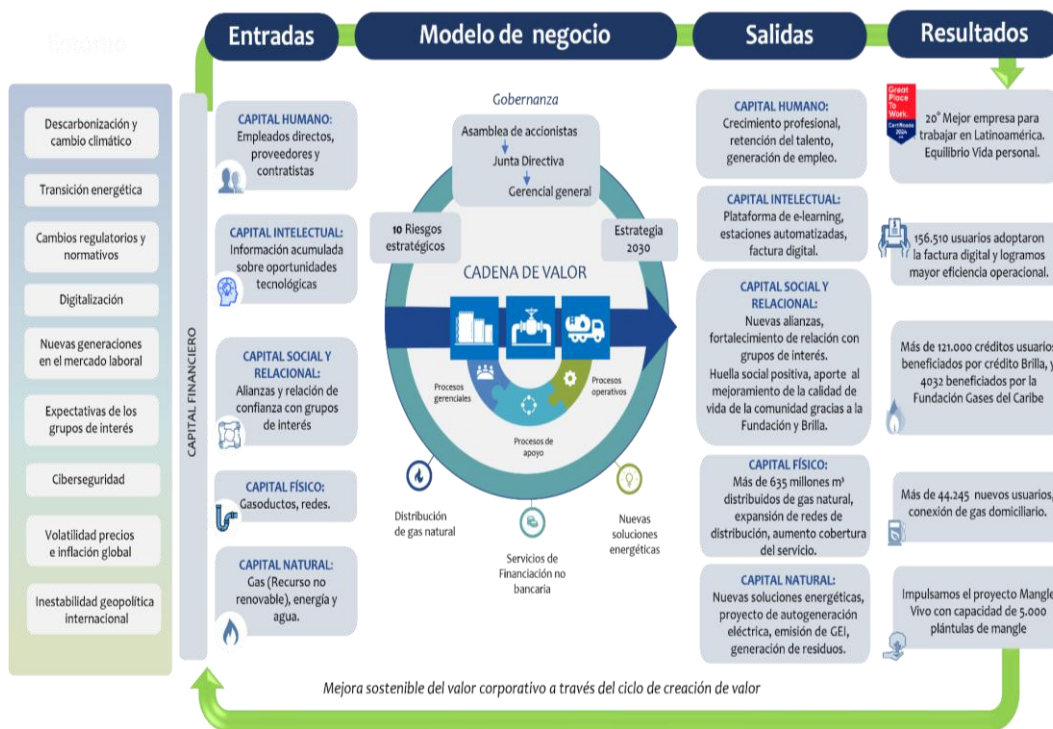 Entorno
Entradas
Modelo de negocio
Salidas
Resultados
Descarbonización y
cambio climático
Transición energética
Cambios regulatorios y
normativos
Digitalización
Nuevas generaciones
en el mercado laboral
Expectativas de los
grupos de interés
Ciberseguridad
Volatilidad precios
e inflación global
Inestabilidad geopolítica
internacional
CAPITAL FINANCIERO
CAPITAL HUMANO:
Empleados directos,
proveedores y
contratistas
CAPITAL INTELECTUAL:
Información acumulada
sobre oportunidades
tecnológicas
CAPITAL SOCIAL Y
RELACIONAL:
Alianzas y relación de
confianza con grupos
de interés
CAPITAL FÍSICO:
Gasoductos, redes.
CAPITAL NATURAL:
Gas (Recurso no
renovable), energía y
agua.
Gobernanza
Asamblea de accionistas
Junta Directiva
Gerencial general
10 Riesgos
estratégicos
Estrategia
2030
CADENA DE VALOR
Procesos
gerenciales
Procesos
operativos
Procesos de
apoyo
Distribución
de gas natural
Servicios de
Financiación no
bancaria
Nuevas
soluciones
energéticas
CAPITAL HUMANO:
Crecimiento profesional,
retención del talento,
generación de empleo.
CAPITAL INTELECTUAL:
Plataforma de e-learning,
estaciones automatizadas,
factura digital.
CAPITAL SOCIAL Y
RELACIONAL:
Nuevas alianzas,
fortalecimiento de relación con
grupos de interés.
Huella social positiva, aporte al
mejoramiento de la calidad de
vida de la comunidad gracias a la
Fundación y Brilla.
CAPITAL FÍSICO:
Más de 635 millones m³
distribuidos de gas natural,
expansión de redes de
distribución, aumento cobertura
del servicio.
CAPITAL NATURAL:
Nuevas soluciones energéticas,
proyecto de autogeneración
eléctrica, emisión de GEI,
generación de residuos.
Great
Place
To
Work.
Certificada
2024
20° Mejor empresa para
trabajar en Latinoamérica.
Equilibrio Vida personal.
156.510 usuarios adoptaron
la factura digital y logramos
mayor eficiencia operacional.
Más de 121.000 créditos usuarios
beneficiados por crédito Brilla, y
4032 beneficiados por la
Fundación Gases del Caribe
Más de 44.245 nuevos usuarios,
conexión de gas domiciliario.
Impulsamos el proyecto Mangle
Vivo con capacidad de 5.000
plántulas de mangle
Mejora sostenible del valor corporativo a través del ciclo de creación de valor